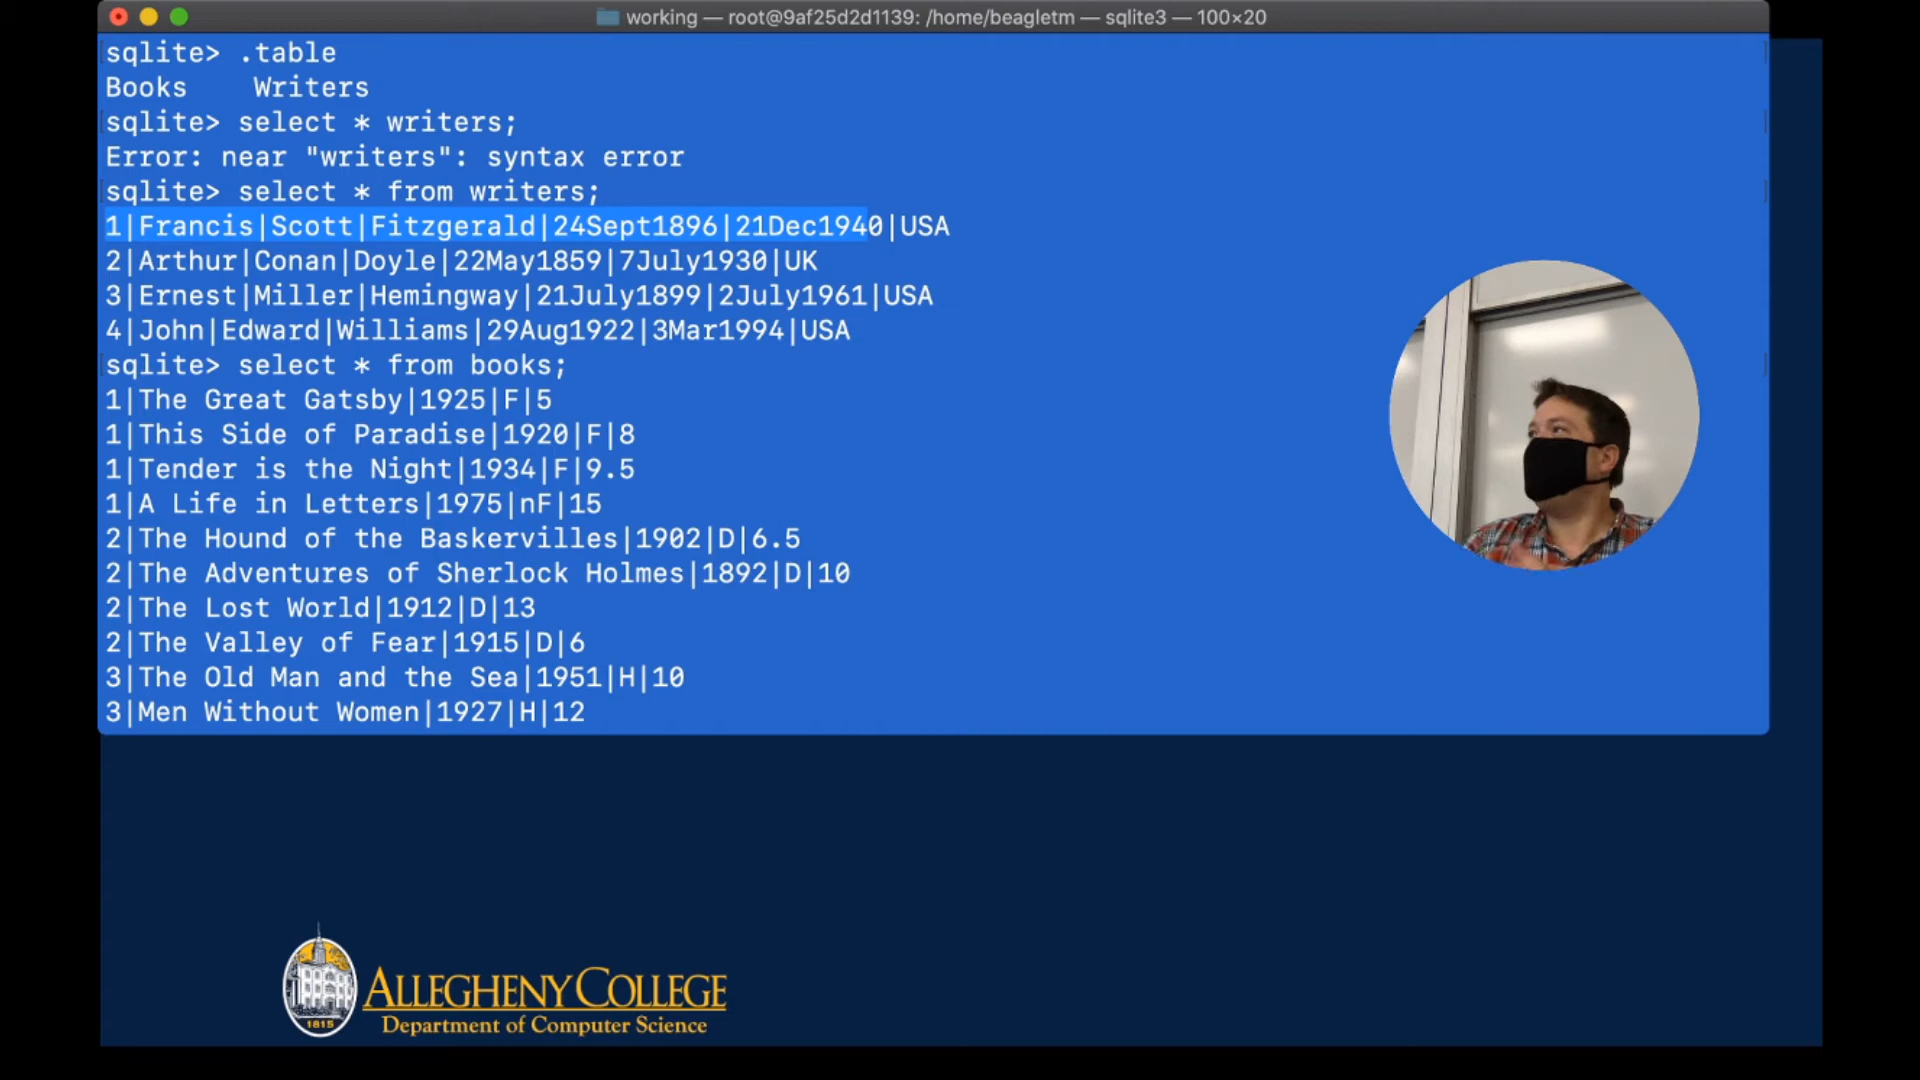 working — root@9af25d2d1139: /home/beagletm — sqlite3 — 100×20
sqlite> .table
Books    Writers
sqlite> select * writers;
Error: near "writers": syntax error
sqlite> select * from writers;
1|Francis|Scott|Fitzgerald|24Sept1896|21Dec1940|USA
2|Arthur|Conan|Doyle|22May1859|7July1930|UK
3|Ernest|Miller|Hemingway|21July1899|2July1961|USA
4|John|Edward|Williams|29Aug1922|3Mar1994|USA
sqlite> select * from books;
1|The Great Gatsby|1925|F|5
1|This Side of Paradise|1920|F|8
1|Tender is the Night|1934|F|9.5
1|A Life in Letters|1975|nF|15
2|The Hound of the Baskervilles|1902|D|6.5
2|The Adventures of Sherlock Holmes|1892|D|10
2|The Lost World|1912|D|13
2|The Valley of Fear|1915|D|6
3|The Old Man and the Sea|1951|H|10
3|Men Without Women|1927|H|12
1815
ALLEGHENY COLLEGE
Department of Computer Science